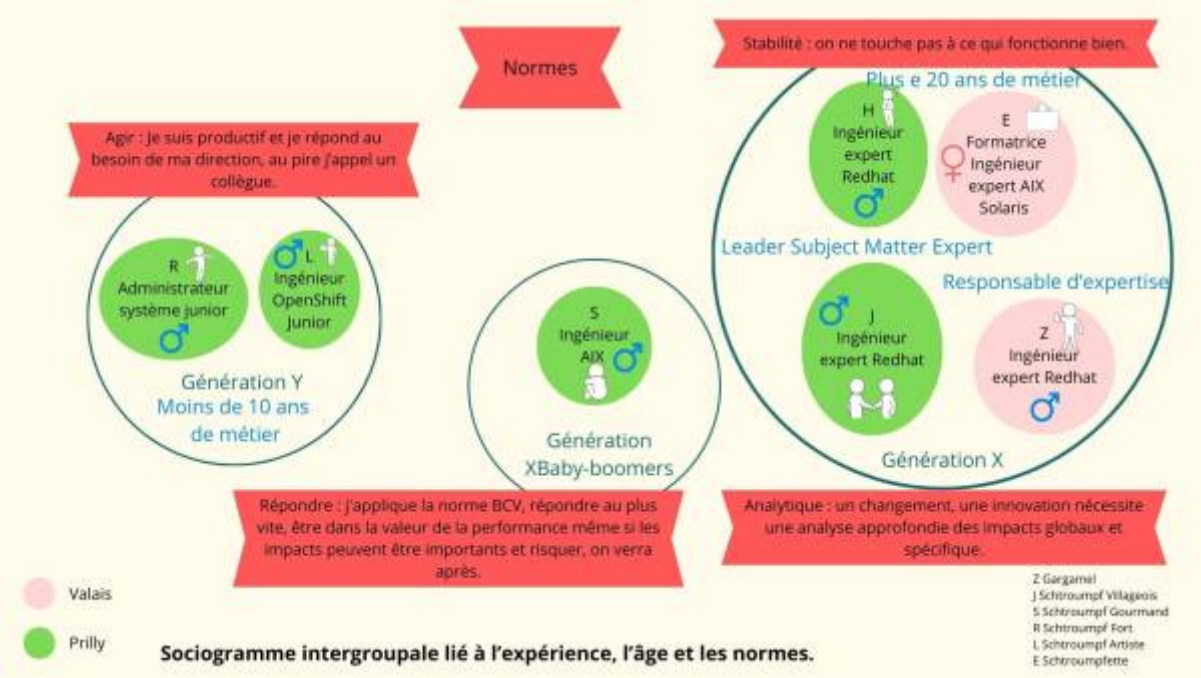 Normes
Stabilité : on ne touche pas à ce qui fonctionne bien.
Plus e 20 ans de métier
H
Ingénieur
expert
Redhat
E
Formatrice
Ingénieur
expert AIX
Solaris
Leader Subject Matter Expert
Responsable d'expertise
J
Ingénieur
expert Redhat
Z
Ingénieur
expert Redhat
Génération X
Analytique : un changement, une innovation nécessite
une analyse approfondie des impacts globaux et
spécifique.
Agir : Je suis productif et je répond au
besoin de ma direction, au pire j'appel un
collègue.
R
Administrateur
système junior
L
Ingénieur
OpenShift
Junior
Génération Y
Moins de 10 ans
de métier
S
Ingénieur
AIX
Génération
XBaby-boomers
Répondre : j'applique la norme BCV, répondre au plus
vite, être dans la valeur de la performance même si les
impacts peuvent être importants et risquer, on verra
après.
Valais
Prilly
Sociogramme intergroupale lié à l'expérience, l'âge et les normes.
Z Gargamel
J Schtroumpf Villageois
S Schtroumpf Gourmand
R Schtroumpf Fort
L Schtroumpf Artiste
E Schtroumpfette